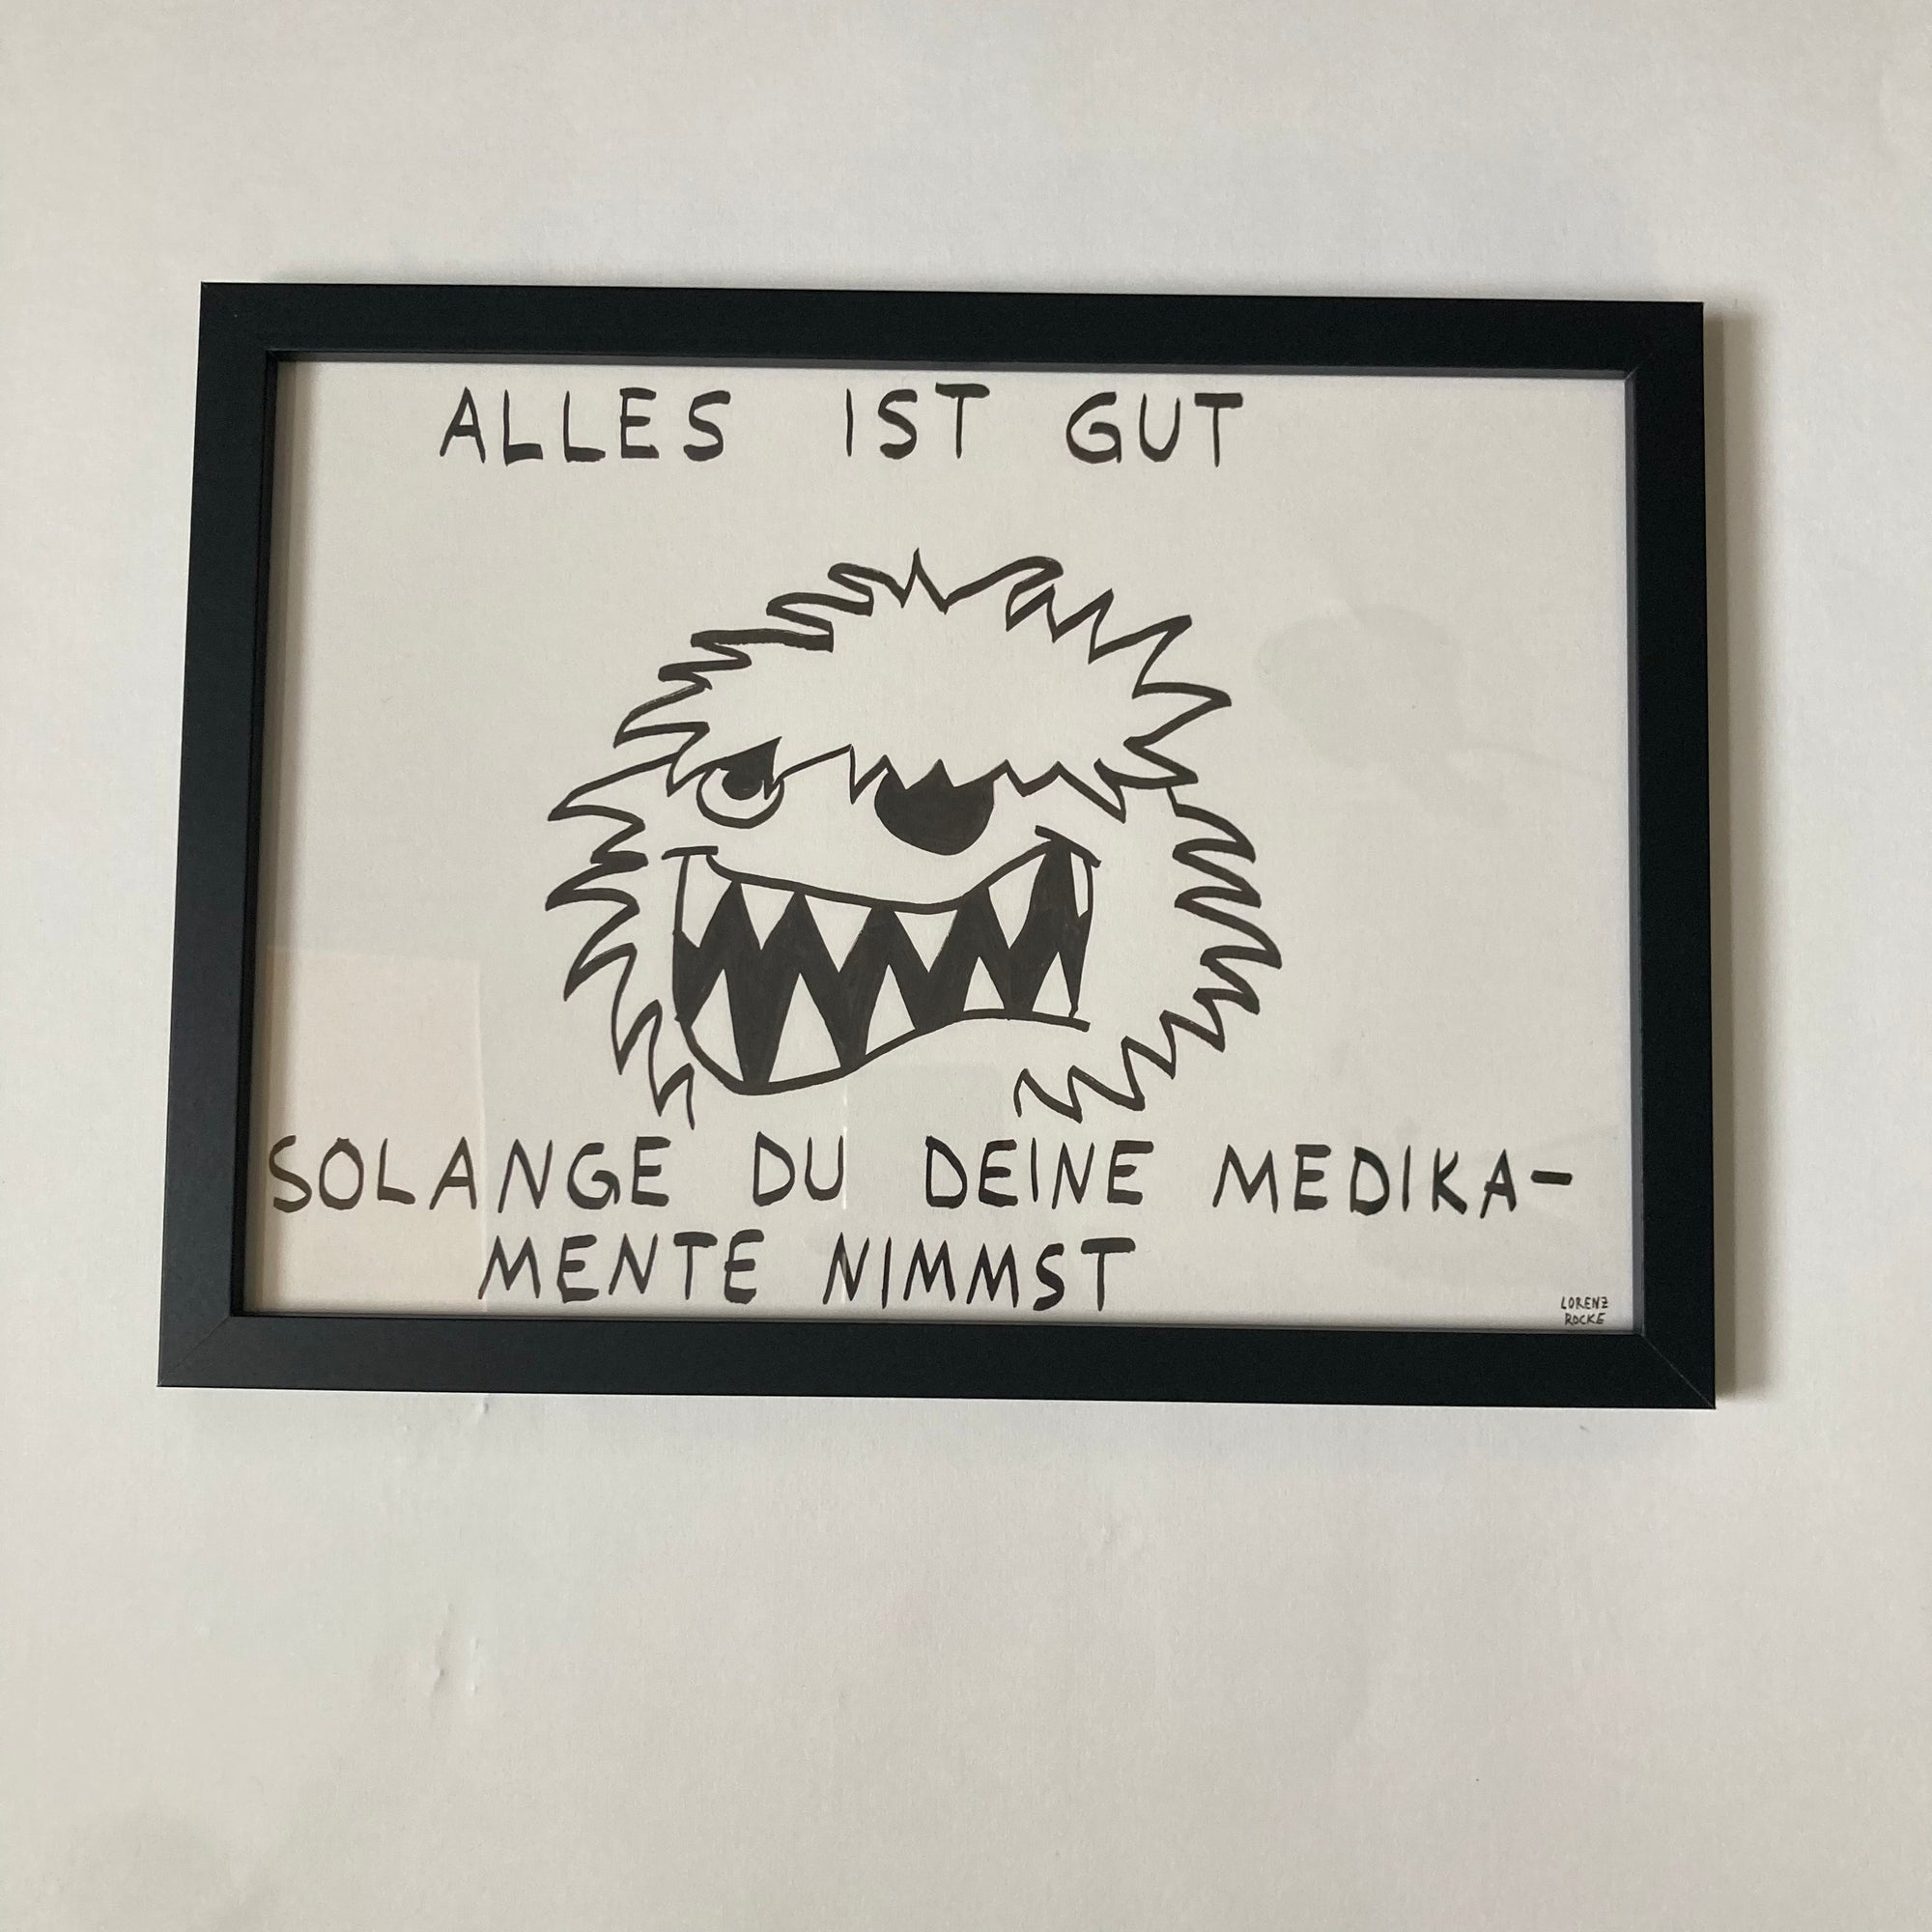 ALLES IST GUT
SOLANGE DU DEINE MEDIKA-
MENTE NIMMST
LORENZ
ROCKE